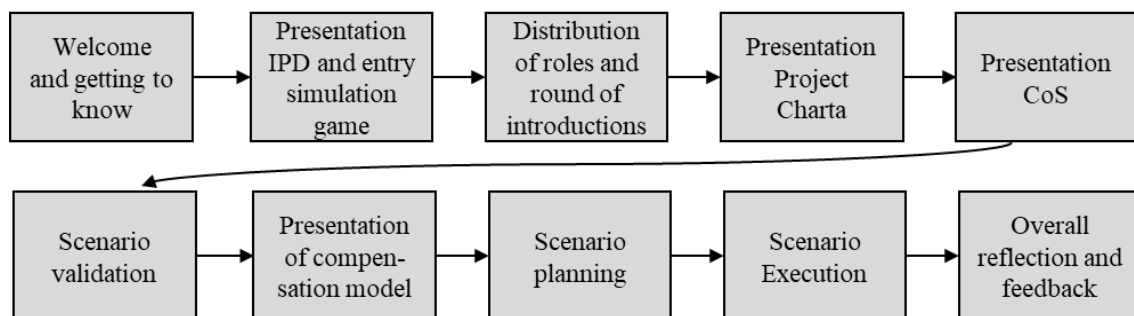 Welcome
and getting to
know
Presentation
IPD and entry
simulation
game
Distribution
of roles and
round of
introductions
Presentation
Project
Charta
Presentation
CoS
Scenario
validation
Presentation
of compen-
sation model
Scenario
planning
Scenario
Execution
Overall
reflection and
feedback